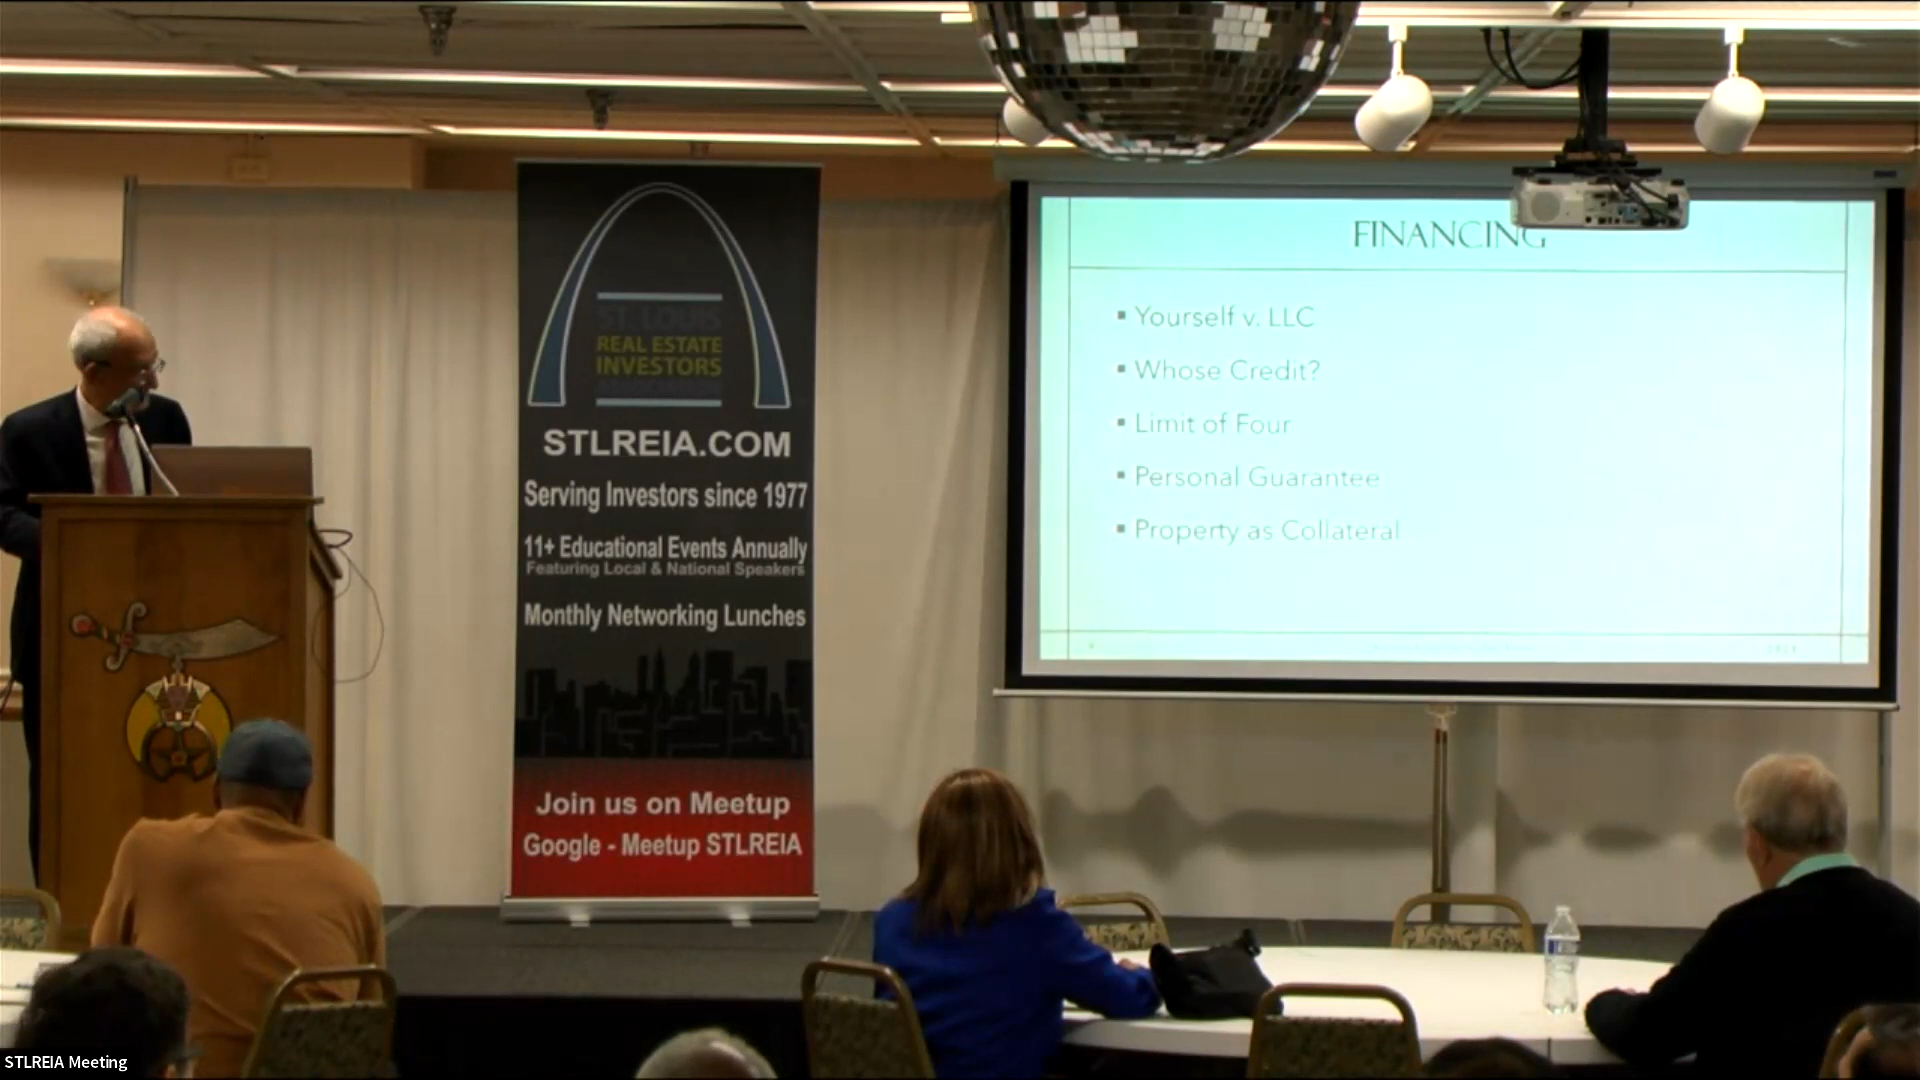 ST. LOUIS
REAL ESTATE
INVESTORS
STLREIA.COM
Serving Investors since 1977
11+ Educational Events Annually
Featuring Local & National Speakers
Monthly Networking Lunches
Join us on Meetup
Google - Meetup STLREIA
FINANCING
▪ Yourself v. LLC
▪ Whose Credit?
▪ Limit of Four
▪ Personal Guarantee
▪ Property as Collateral
STLREIA Meeting